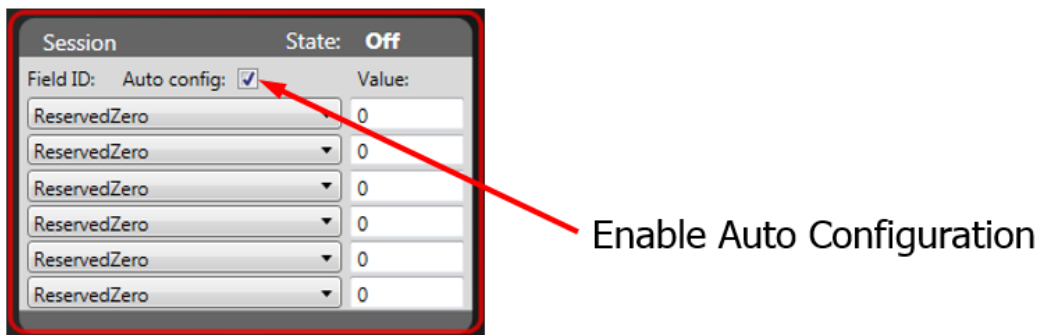 Session State: Off
Field ID: Auto config: Value:
ReservedZero 0
ReservedZero 0
ReservedZero 0
ReservedZero 0
ReservedZero 0
ReservedZero 0
Enable Auto Configuration